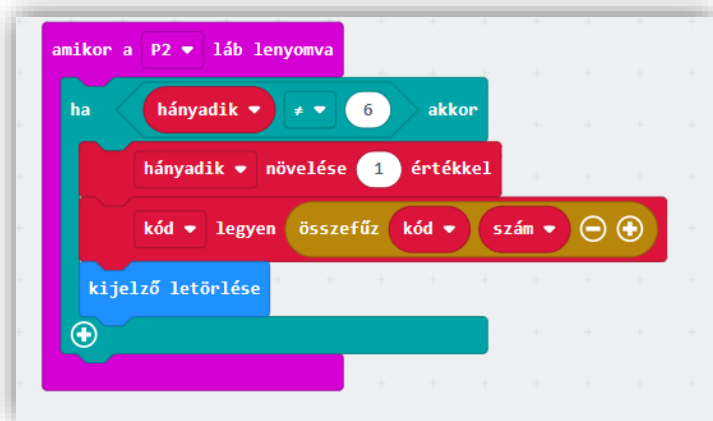 amikor a P2 láb lenyomva
ha hányadik ≠ 6 akkor
hányadik növelése 1 értékkel
kód legyen összefűz kód szám
kijelző letörlése